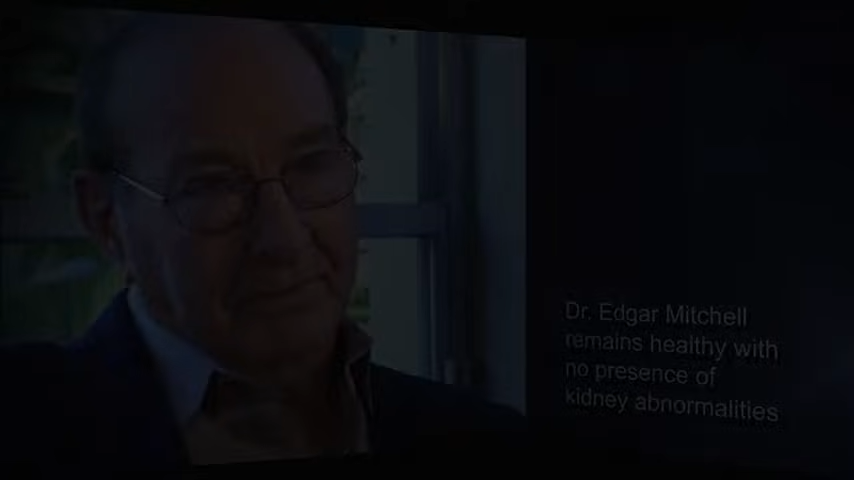 Dr. Edgar Mitchell
remains healthy with
no presence of
kidney abnormalities